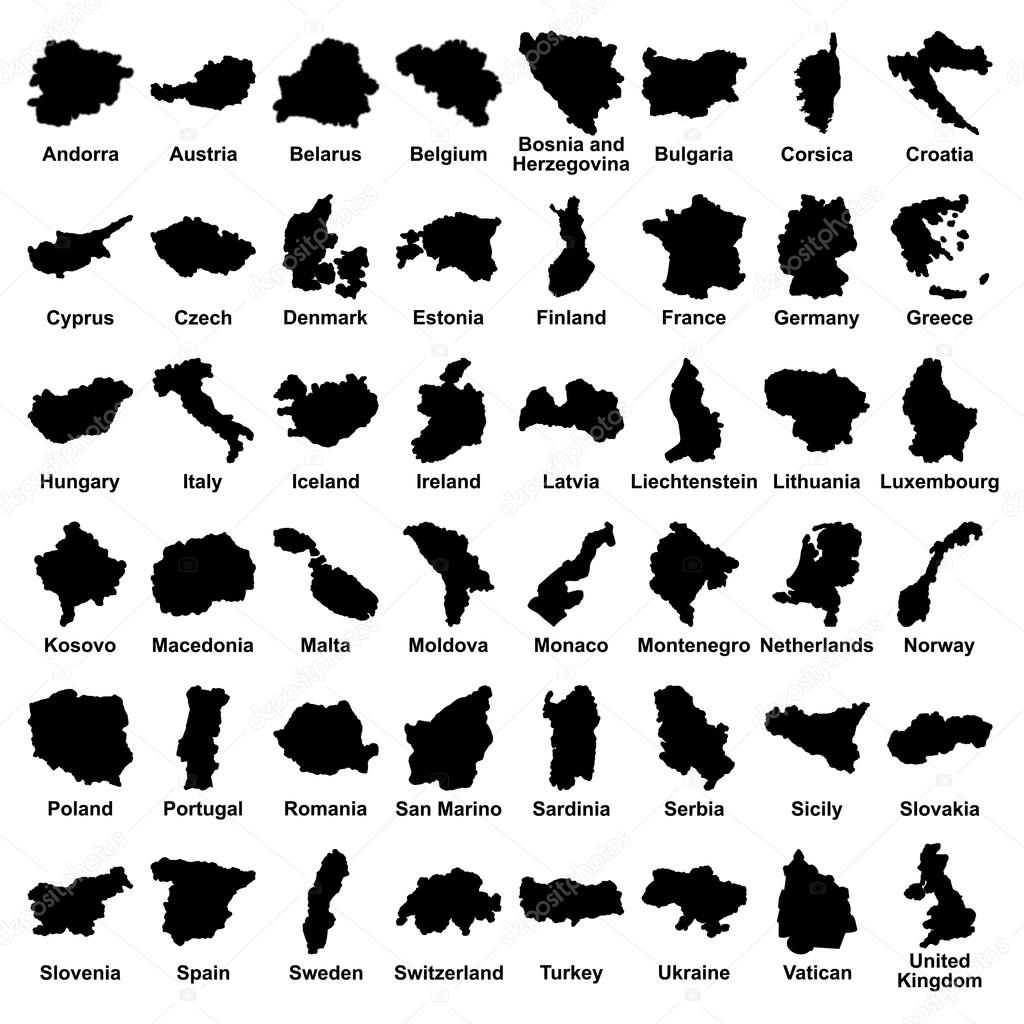 Andorra Austria Belarus Belgium Bosnia and Herzegovina Bulgaria Corsica Croatia
Cyprus Czech Denmark Estonia Finland France Germany Greece
Hungary Italy Iceland Ireland Latvia Liechtenstein Lithuania Luxembourg
Kosovo Macedonia Malta Moldova Monaco Montenegro Netherlands Norway
Poland Portugal Romania San Marino Sardinia Serbia Sicily Slovakia
Slovenia Spain Sweden Switzerland Turkey Ukraine Vatican United Kingdom
depositphotos